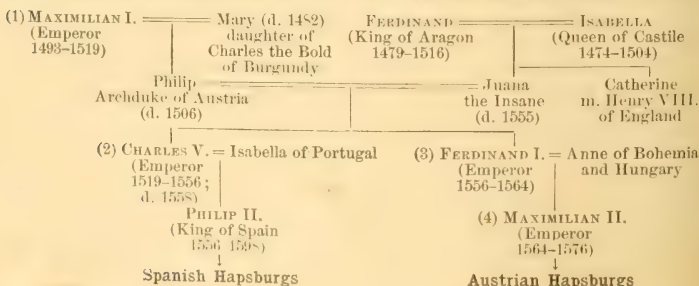 (1) MAXIMILIAN I. ═ Mary (d. 1482) FERDINAND ═ ISABELLA
(Emperor daughter of (King of Aragon (Queen of Castile
1493–1519) Charles the Bold 1479–1516) 1474–1504)
of Burgundy
Philip ═ Juana Catherine
Archduke of Austria the Insane m. Henry VIII.
(d. 1506) (d. 1555) of England
(2) CHARLES V. = Isabella of Portugal (3) FERDINAND I. = Anne of Bohemia
(Emperor (Emperor and Hungary
1519–1556; 1556–1564)
d. 1558)
PHILIP II. (4) MAXIMILIAN II.
(King of Spain (Emperor
1556–1598) 1564–1576)
Spanish Hapsburgs Austrian Hapsburgs